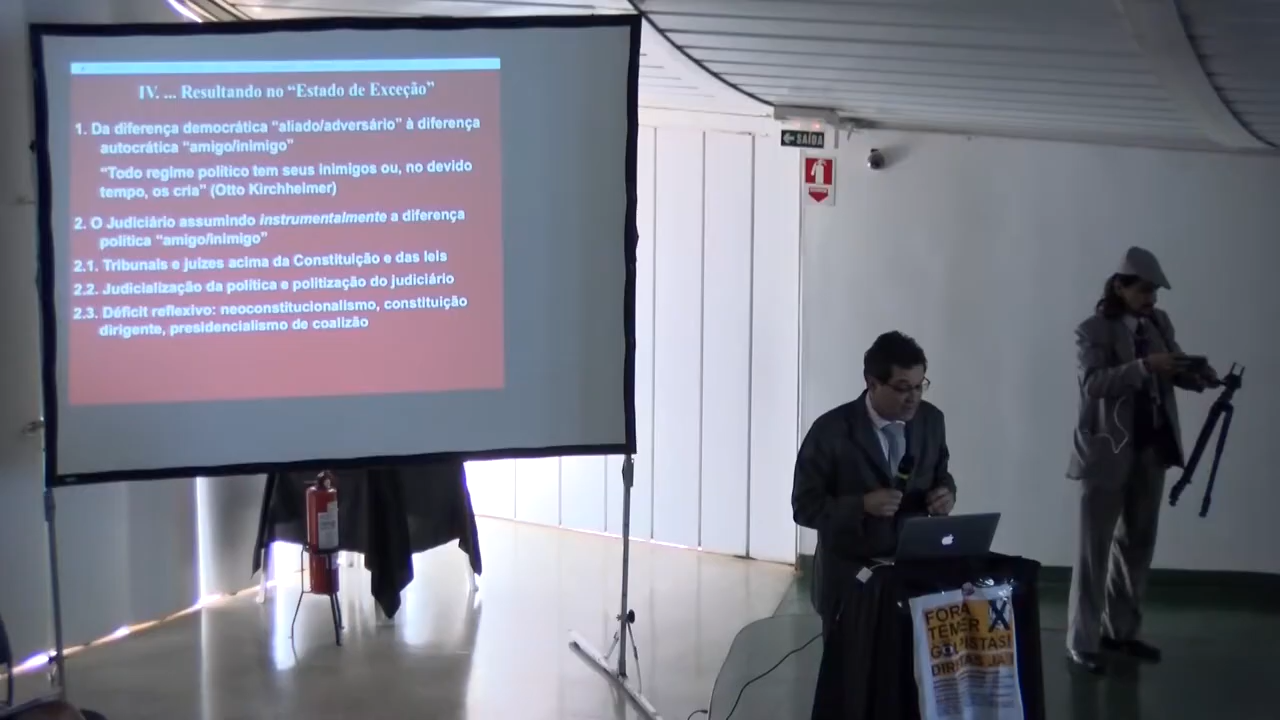 IV. ... Resultando no “Estado de Exceção”
1. Da diferença democrática “aliado/adversário” à diferença
autocrática “amigo/inimigo”
“Todo regime político tem seus inimigos ou, no devido
tempo, os cria” (Otto Kirchheimer)
2. O Judiciário assumindo instrumentalmente a diferença
política “amigo/inimigo”
2.1. Tribunais e juízes acima da Constituição e das leis
2.2. Judicialização da política e politização do judiciário
2.3. Déficit reflexivo: neoconstitucionalismo, constituição
dirigente, presidencialismo de coalizão
SAÍDA
FORA
TEMER
GOLPISTAS!
DIRETAS JÁ!